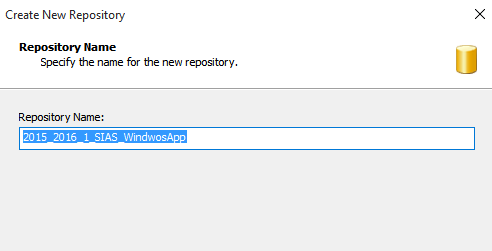 Create New Repository
Repository Name
Specify the name for the new repository.
Repository Name:
2015_2016_1_SIAS_WindwosApp